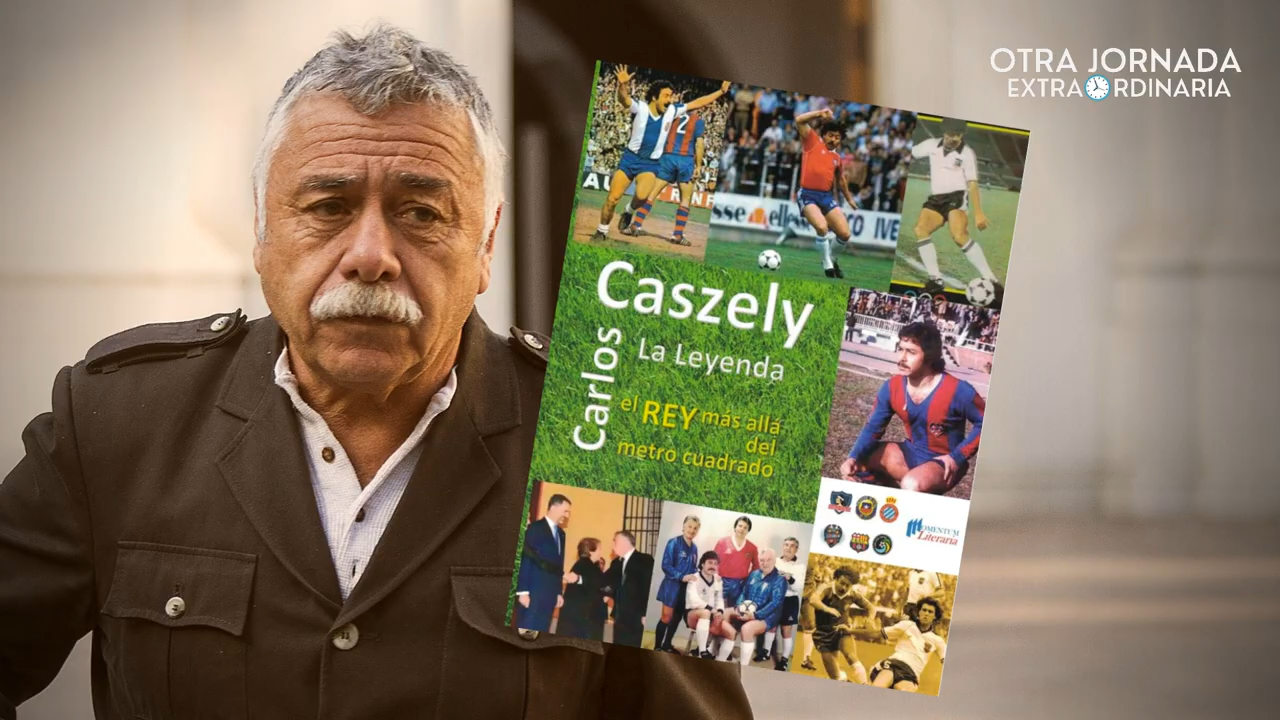 OTRA JORNADA
EXTRAORDINARIA
Caszely
Carlos
La Leyenda
el REY más allá
del
metro cuadrado
MOMENTUM
Literaria